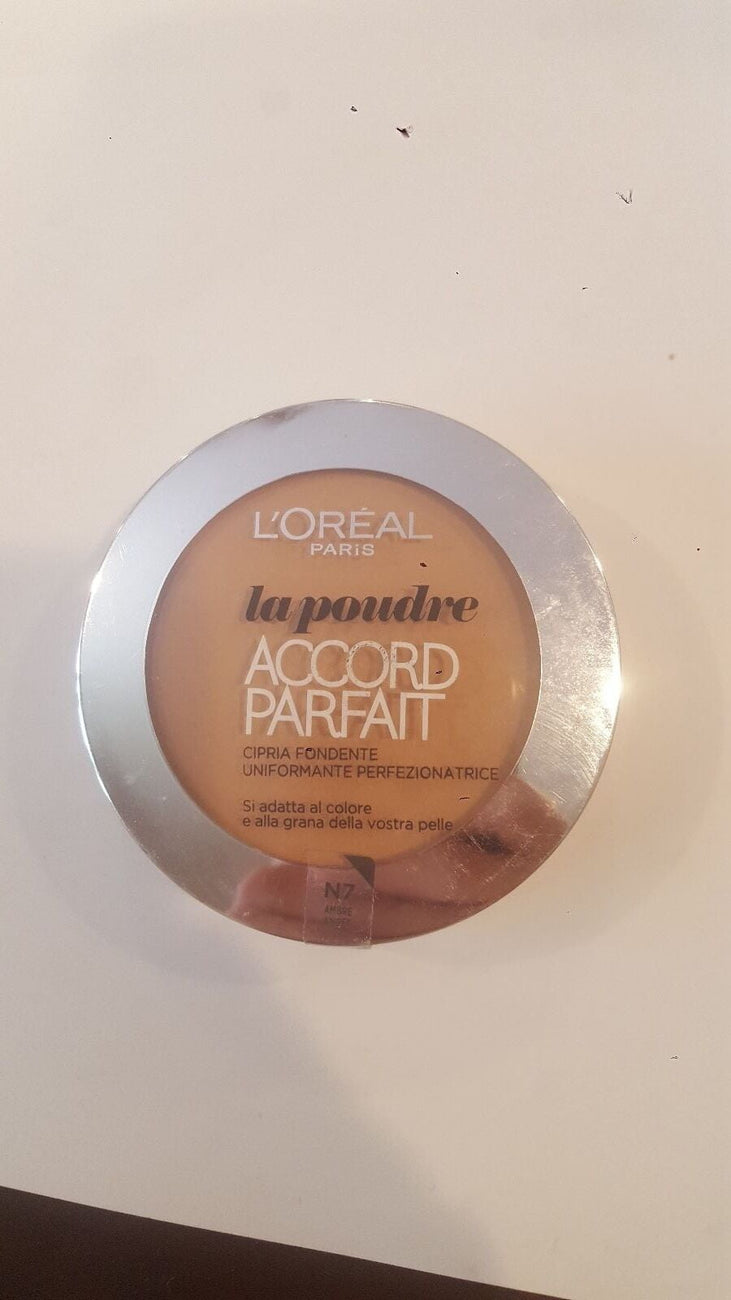 L'ORÉAL
PARIS
la poudre
ACCORD
PARFAIT
CIPRIA FONDENTE
UNIFORMANTE PERFEZIONATRICE
Si adatta al colore
e alla grana della vostra pelle
N7
AMBRE